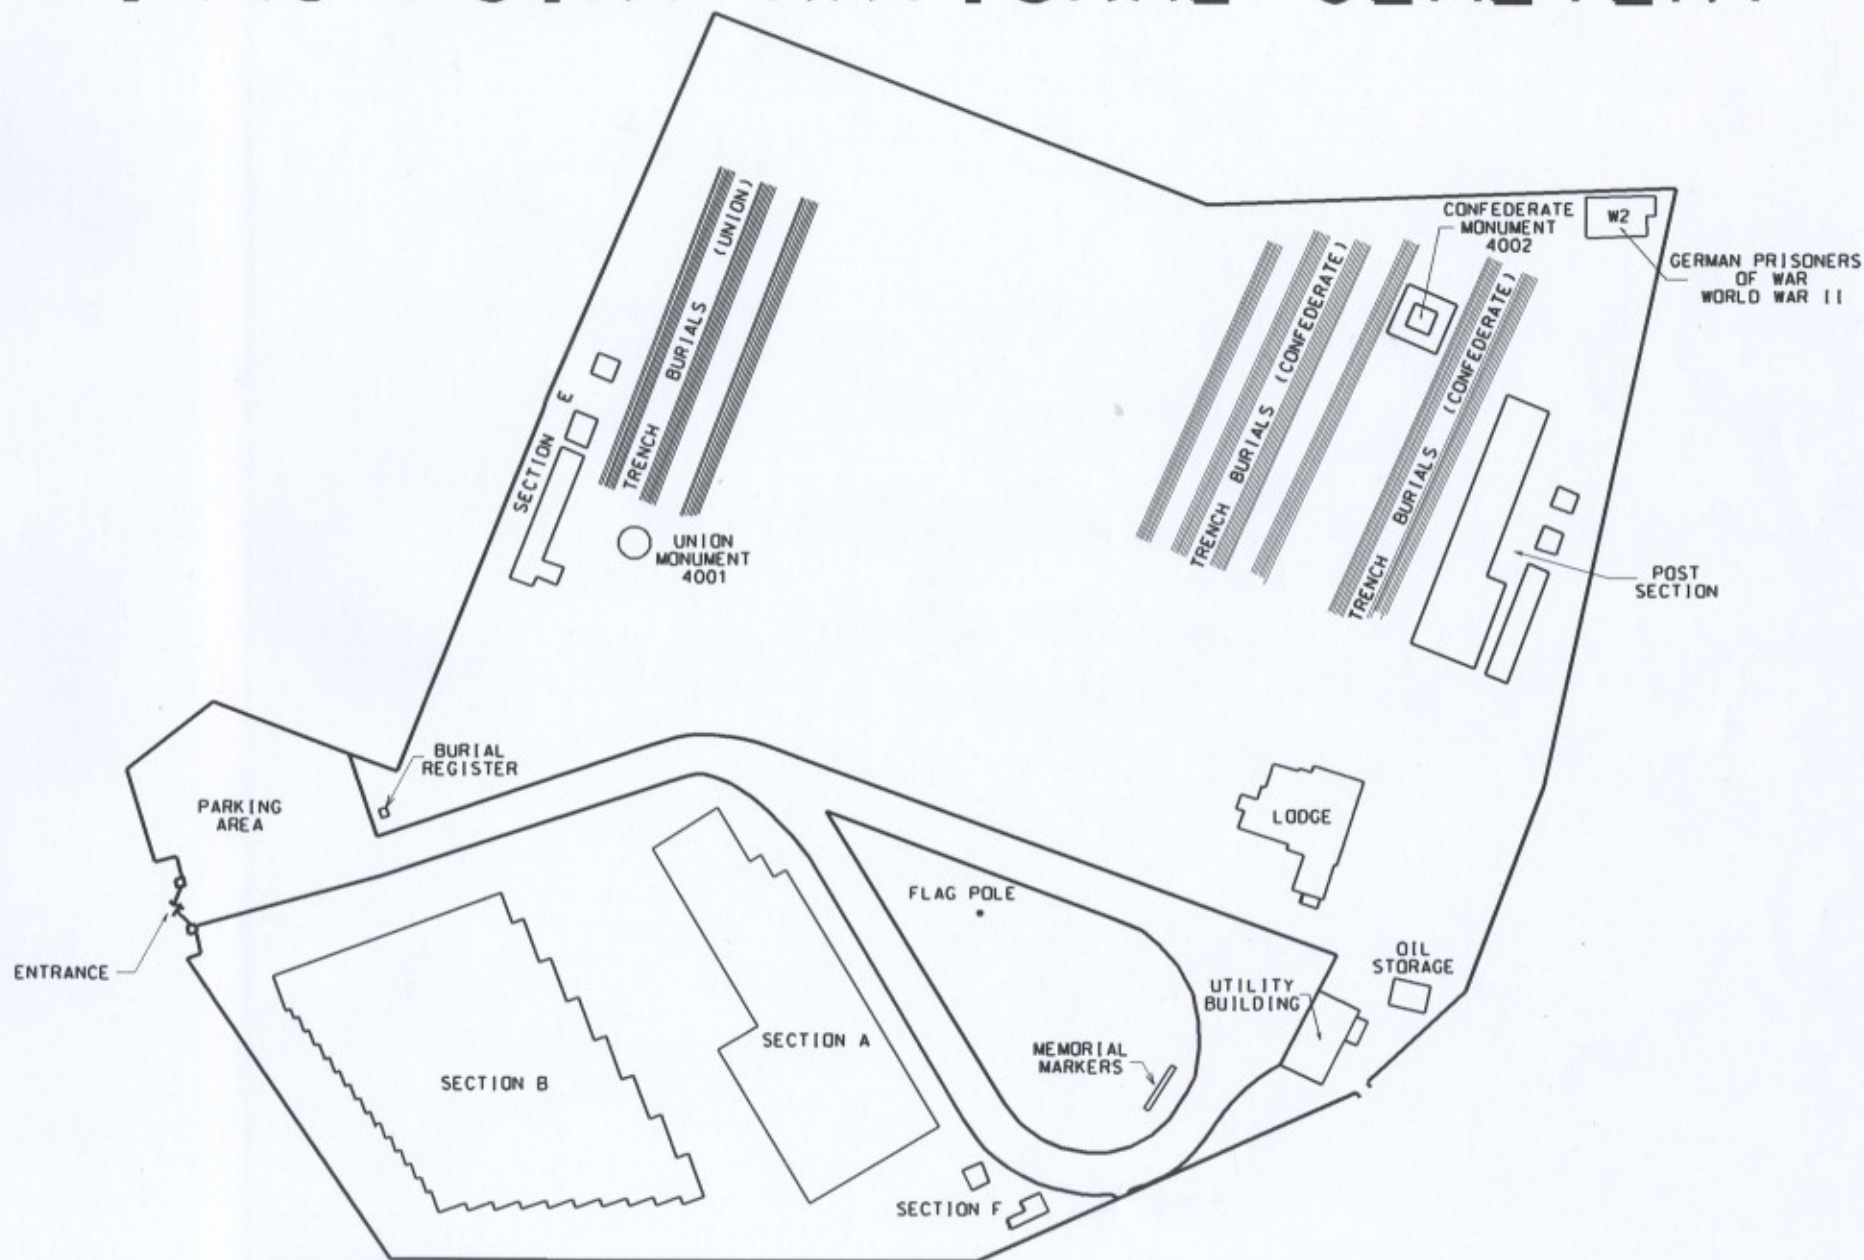 CONFEDERATE
MONUMENT
4002
W2
GERMAN PRISONERS
OF WAR
WORLD WAR II
TRENCH BURIALS (UNION)
TRENCH BURIALS (CONFEDERATE)
TRENCH BURIALS (CONFEDERATE)
SECTION E
UNION
MONUMENT
4001
POST
SECTION
BURIAL
REGISTER
PARKING
AREA
LODGE
FLAG POLE
ENTRANCE
OIL
STORAGE
UTILITY
BUILDING
SECTION A
MEMORIAL
MARKERS
SECTION B
SECTION F